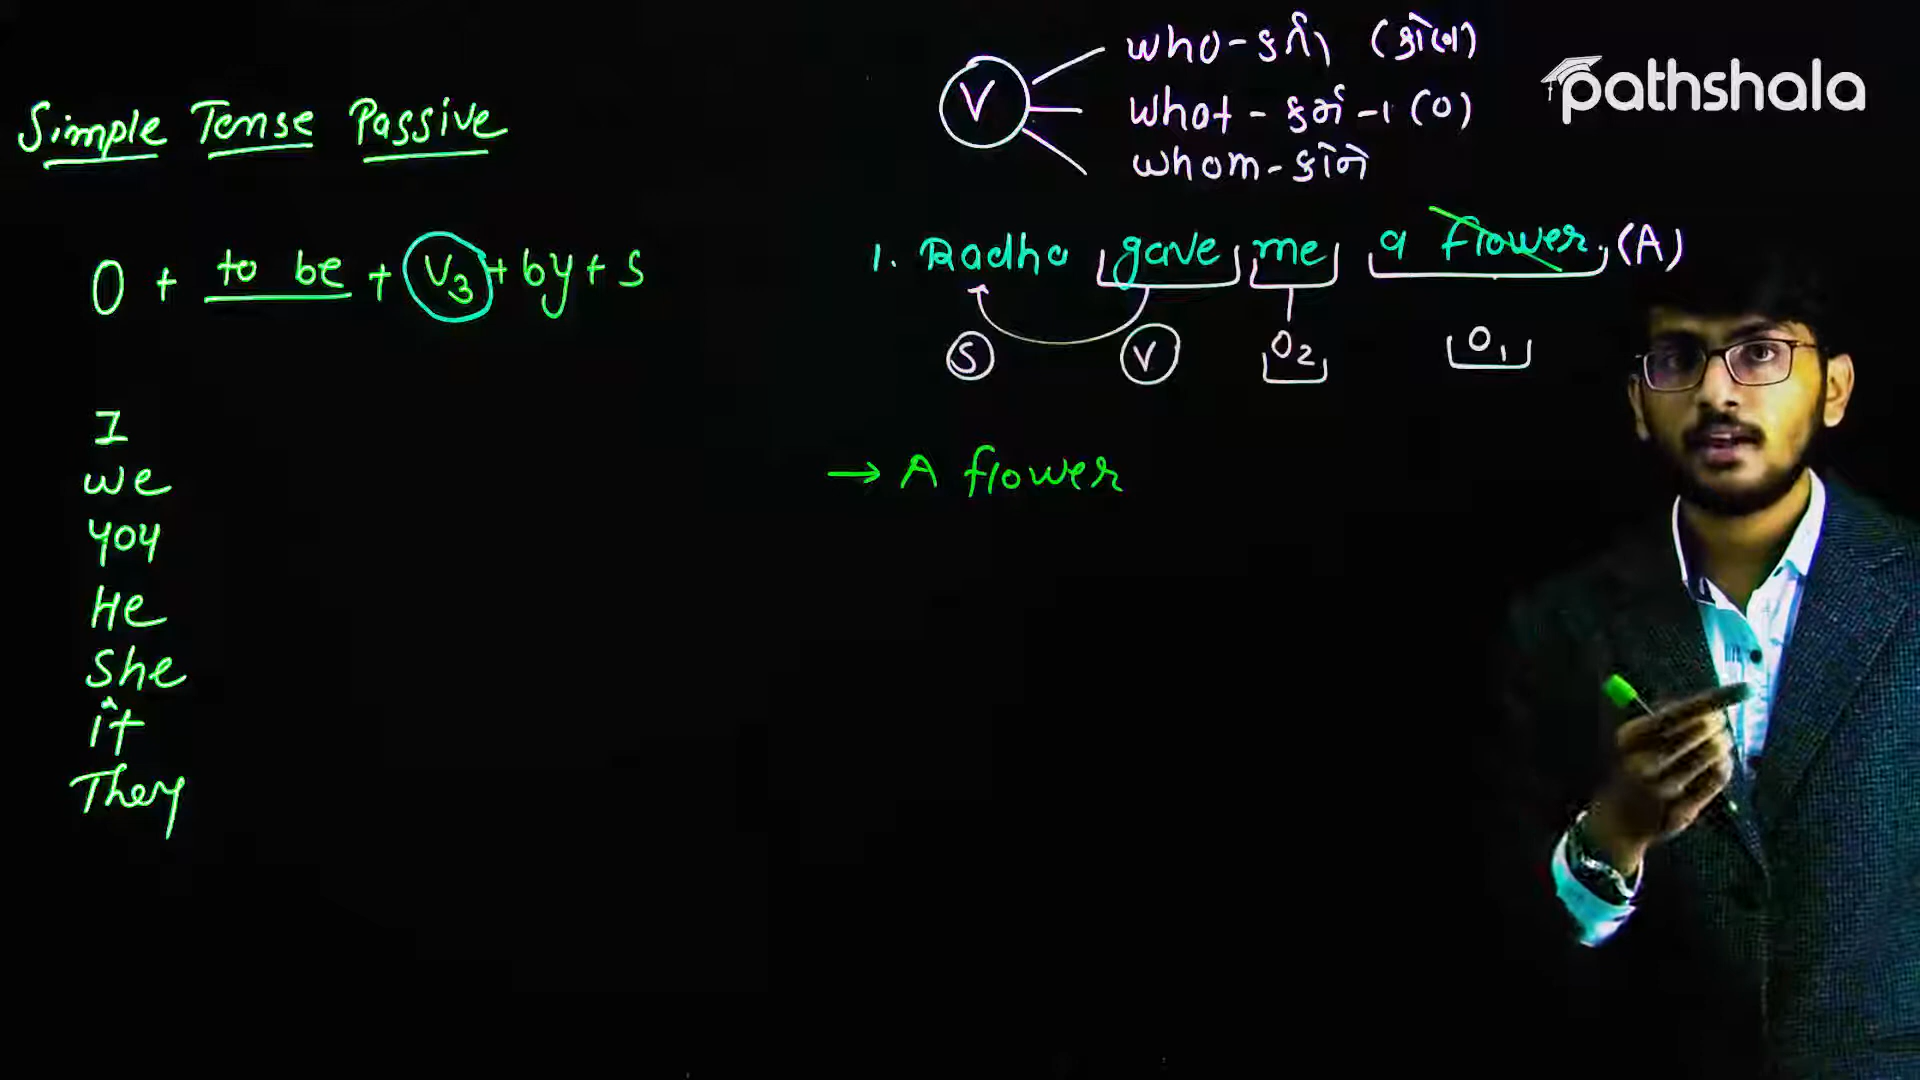 Simple Tense Passive
O + to be + V3 + by + S
I
we
you
He
She
it
They
V
who - કર્તા (કોણ)
what - કર્મ - 1 (O)
whom - કોને
pathshala
1. Radha gave me a flower. (A)
S V O2 O1
→ A flower